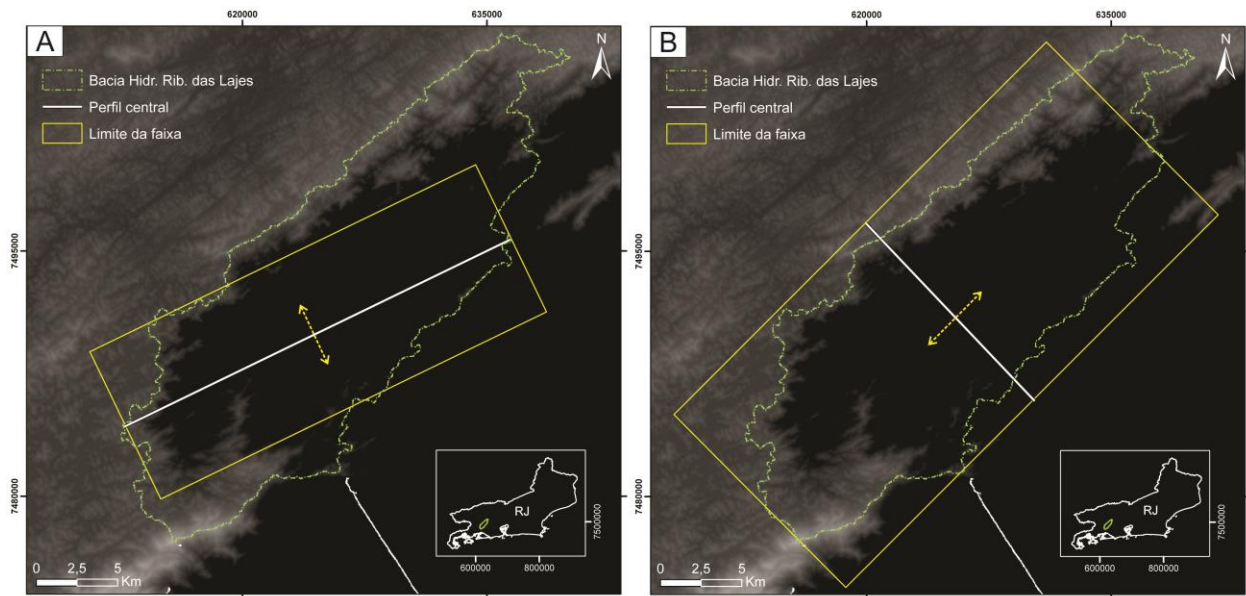 620000 635000
A
N
Bacia Hidr. Rib. das Lajes
Perfil central
Limite da faixa
7495000
7480000
RJ
7500000
600000 800000
0 2,5 5
Km
620000 635000
B
N
Bacia Hidr. Rib. das Lajes
Perfil central
Limite da faixa
7495000
7480000
RJ
7500000
600000 800000
0 2,5 5
Km